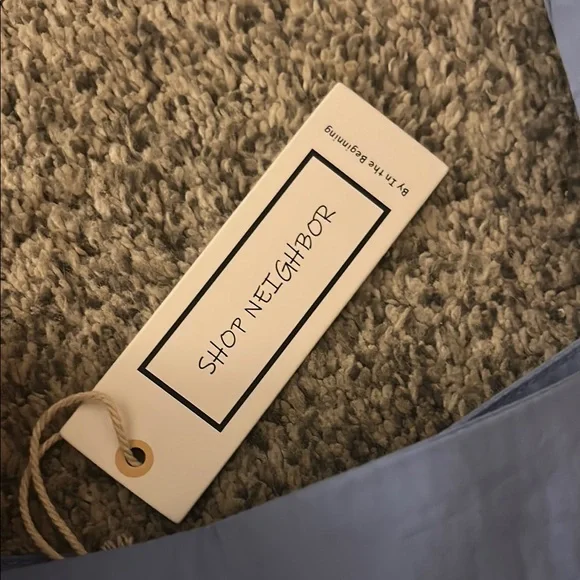 SHOP NEIGHBOR
By In the Beginning